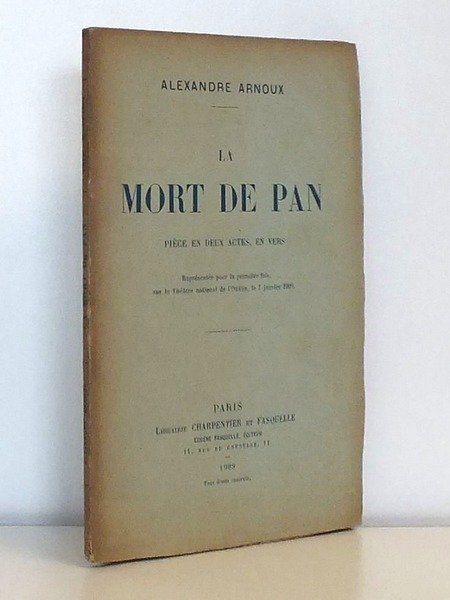 ALEXANDRE ARNOUX
LA
MORT DE PAN
PIÈCE EN DEUX ACTES, EN VERS
Représentée pour la première fois,
sur le Théâtre national de l'Odéon, le janvier 1909.
PARIS
LIBRAIRIE CHARPENTIER ET FASQUELLE
EUGÈNE FASQUELLE, ÉDITEUR
11, RUE DE GRENELLE, 11
1909
Tous droits réservés.